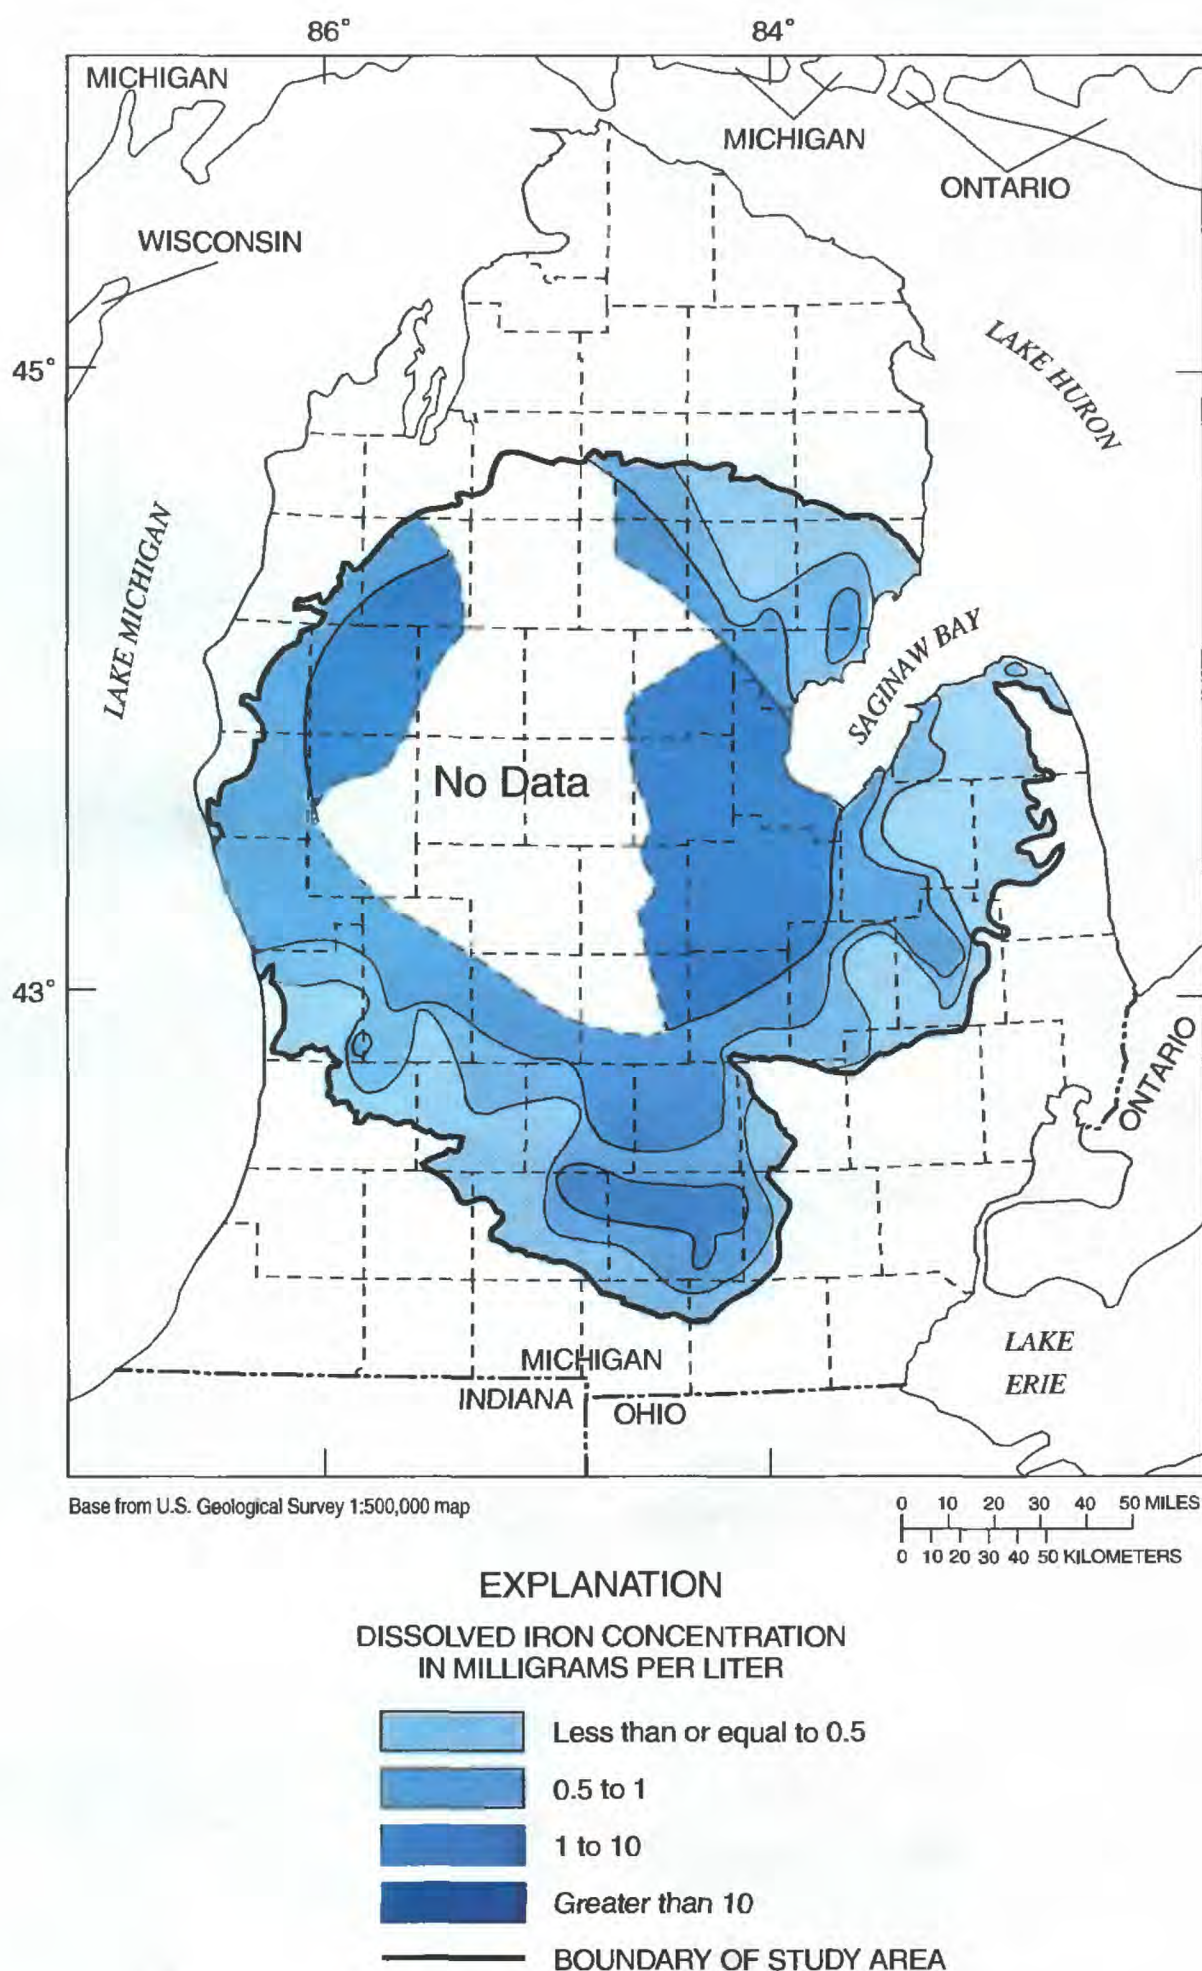 86° 84°
MICHIGAN
MICHIGAN
ONTARIO
WISCONSIN
45°
LAKE HURON
LAKE MICHIGAN
SAGINAW BAY
No Data
43°
ONTARIO
LAKE
ERIE
MICHIGAN
INDIANA
OHIO
Base from U.S. Geological Survey 1:500,000 map
0 10 20 30 40 50 MILES
0 10 20 30 40 50 KILOMETERS
EXPLANATION
DISSOLVED IRON CONCENTRATION
IN MILLIGRAMS PER LITER
Less than or equal to 0.5
0.5 to 1
1 to 10
Greater than 10
BOUNDARY OF STUDY AREA